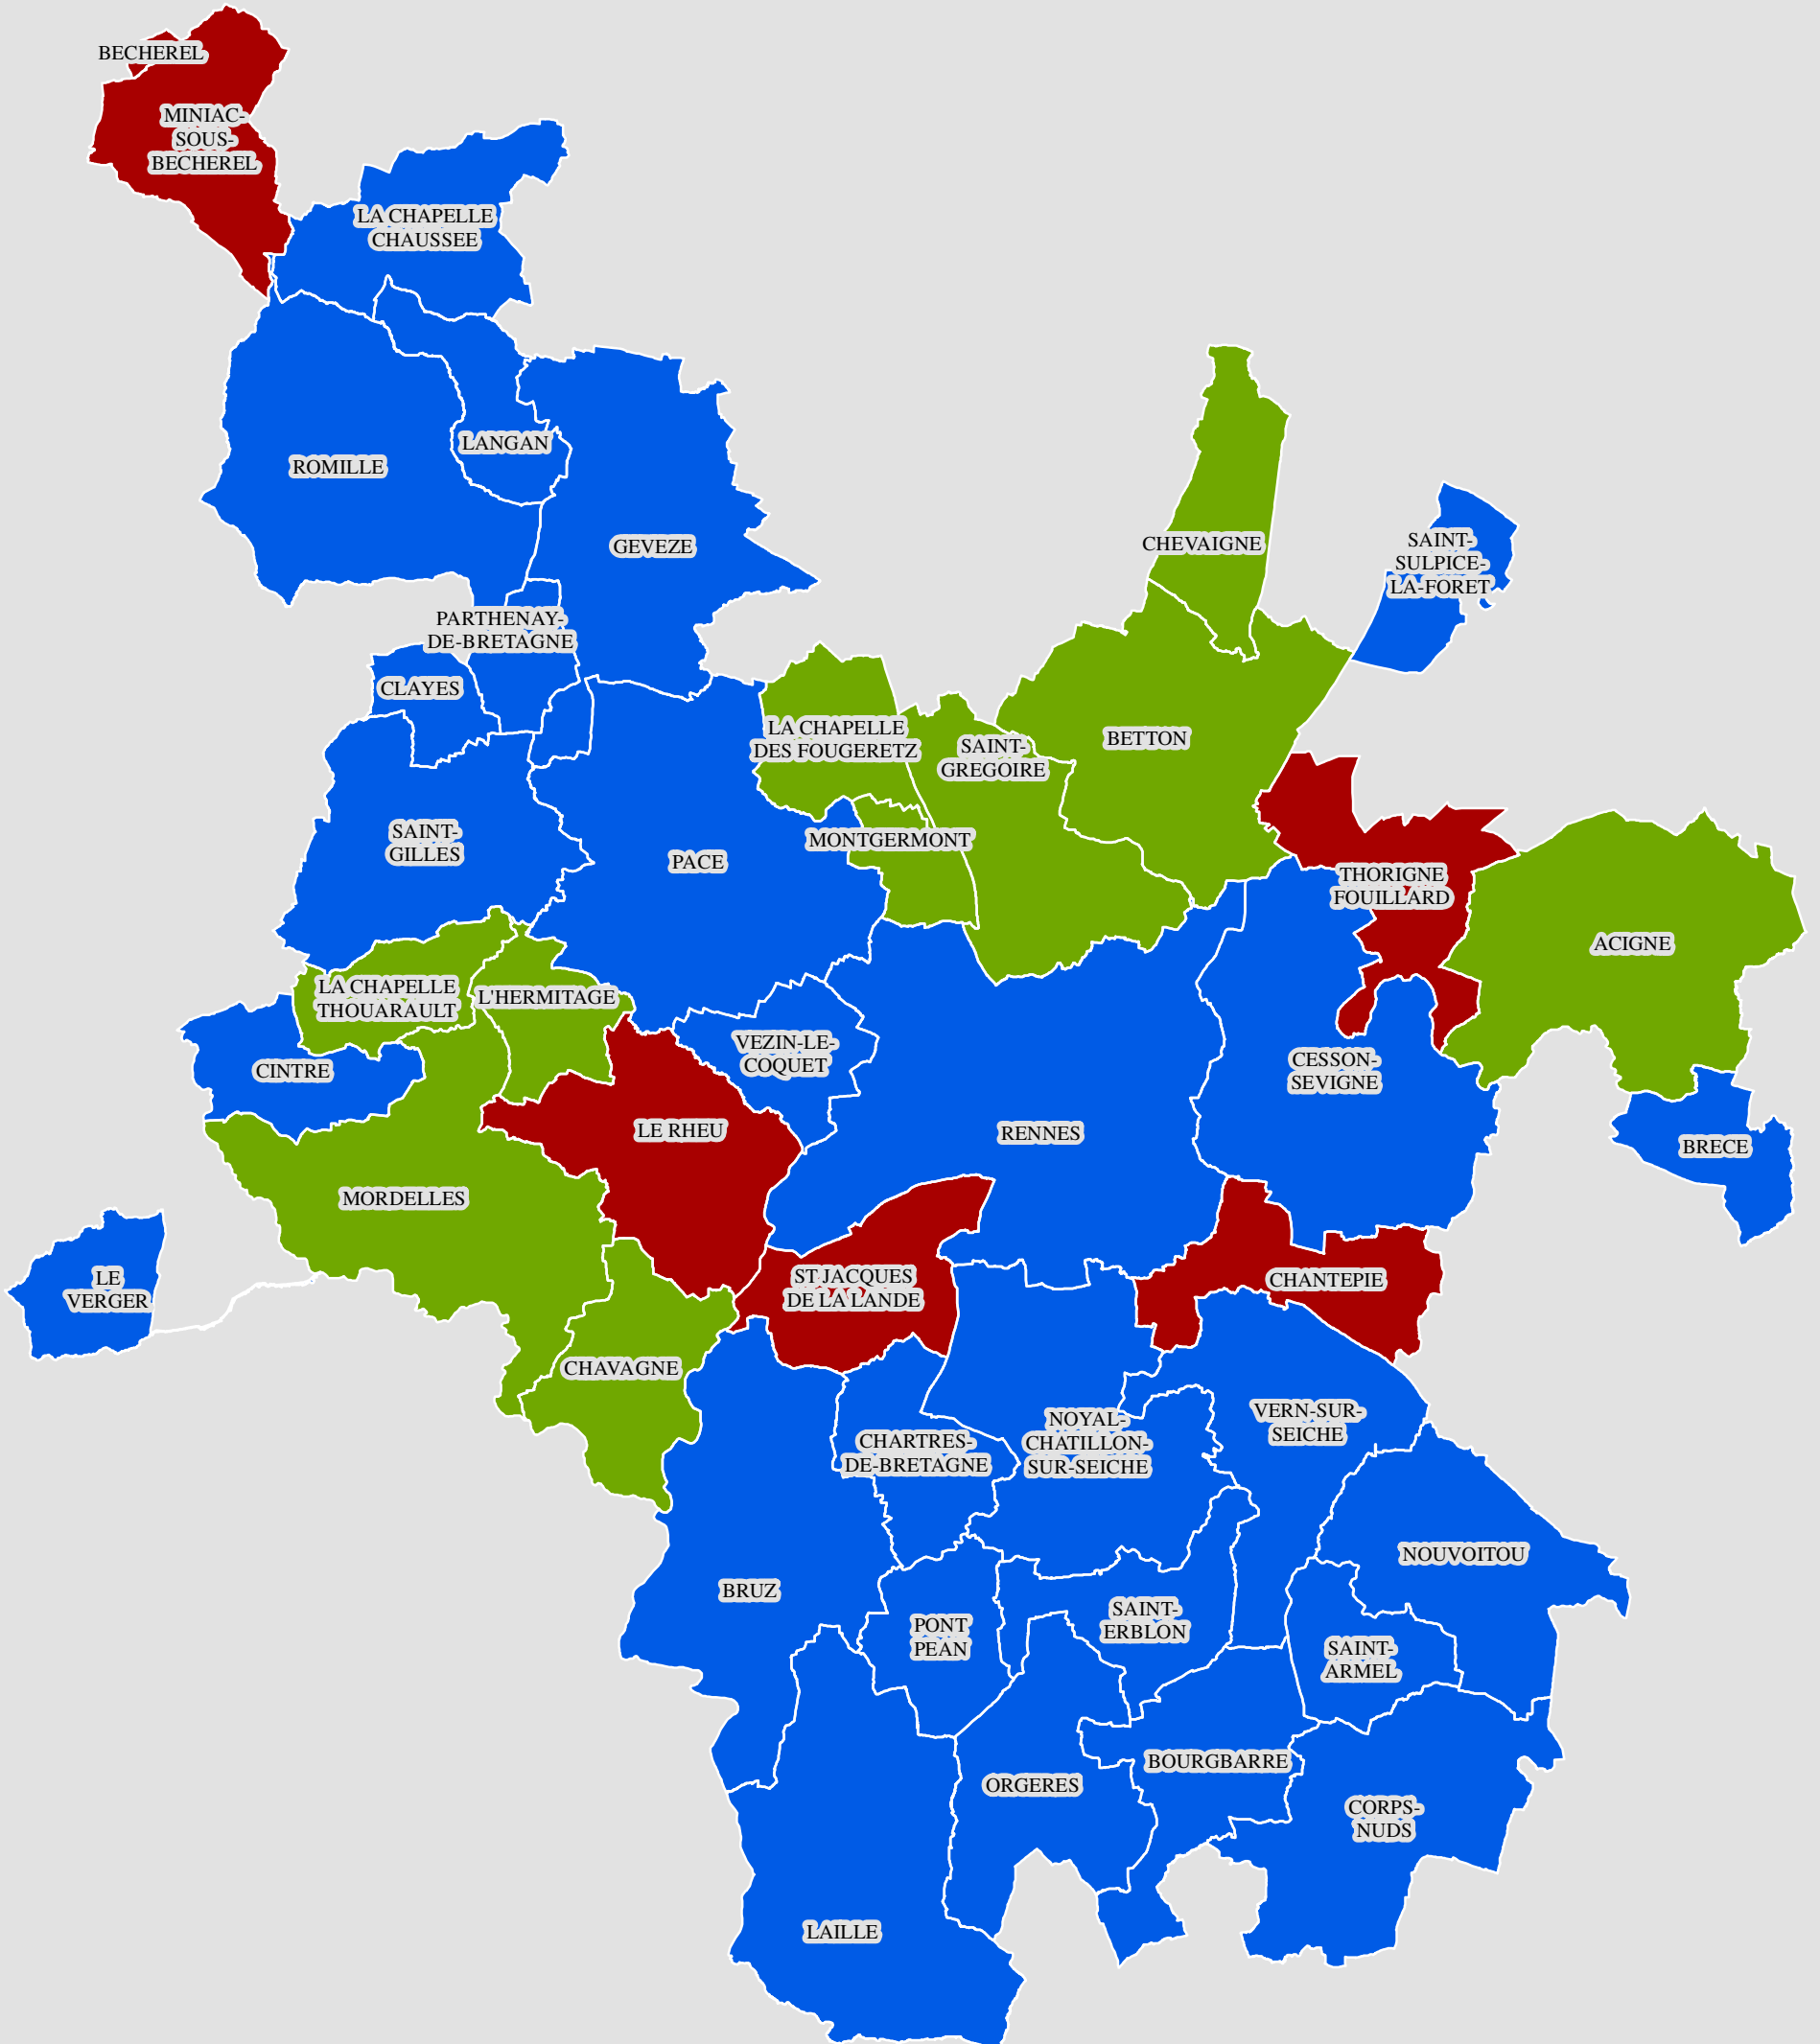 BECHEREL
MINIAC-
SOUS-
BECHEREL
LA CHAPELLE
CHAUSSEE
LANGAN
ROMILLE
GEVEZE
CHEVAIGNE
SAINT-
SULPICE-
LA-FORET
PARTHENAY-
DE-BRETAGNE
CLAYES
LA CHAPELLE
DES FOUGERETZ
SAINT-
GREGOIRE
BETTON
SAINT-
GILLES
PACE
MONTGERMONT
THORIGNE
FOUILLARD
ACIGNE
LA CHAPELLE
THOUARAULT
L'HERMITAGE
VEZIN-LE-
COQUET
CINTRE
CESSON-
SEVIGNE
LE RHEU
RENNES
BRECE
MORDELLES
LE
VERGER
ST JACQUES
DE LA LANDE
CHANTEPIE
CHAVAGNE
CHARTRES-
DE-BRETAGNE
NOYAL-
CHATILLON-
SUR-SEICHE
VERN-SUR-
SEICHE
NOUVOITOU
BRUZ
PONT
PEAN
SAINT-
ERBLON
SAINT-
ARMEL
BOURGBARRE
ORGERES
CORPS-
NUDS
LAILLE